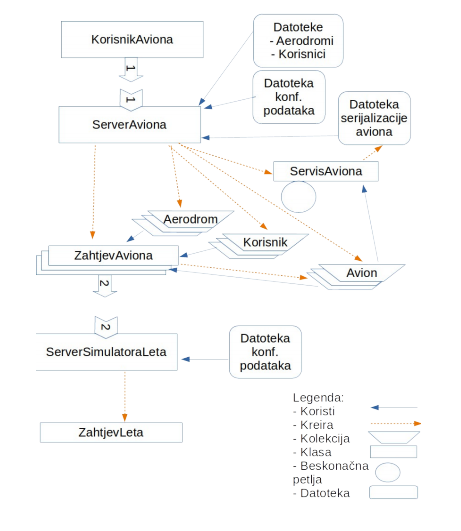 KorisnikAviona
Datoteke
- Aerodromi
- Korisnici
1
1
Datoteka
konf.
podataka
ServerAviona
Datoteka
serijalizacije
aviona
ServisAviona
Aerodrom
Korisnik
ZahtjevAviona
Avion
2
2
ServerSimulatoraLeta
Datoteka
konf.
podataka
ZahtjevLeta
Legenda:
- Koristi
- Kreira
- Kolekcija
- Klasa
- Beskonačna
petlja
- Datoteka